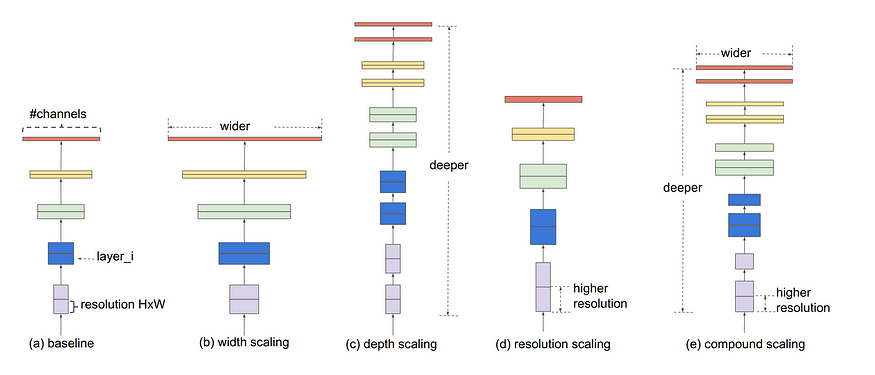 #channels
layer_i
resolution HxW
(a) baseline
wider
(b) width scaling
deeper
(c) depth scaling
higher
resolution
(d) resolution scaling
wider
deeper
higher
resolution
(e) compound scaling